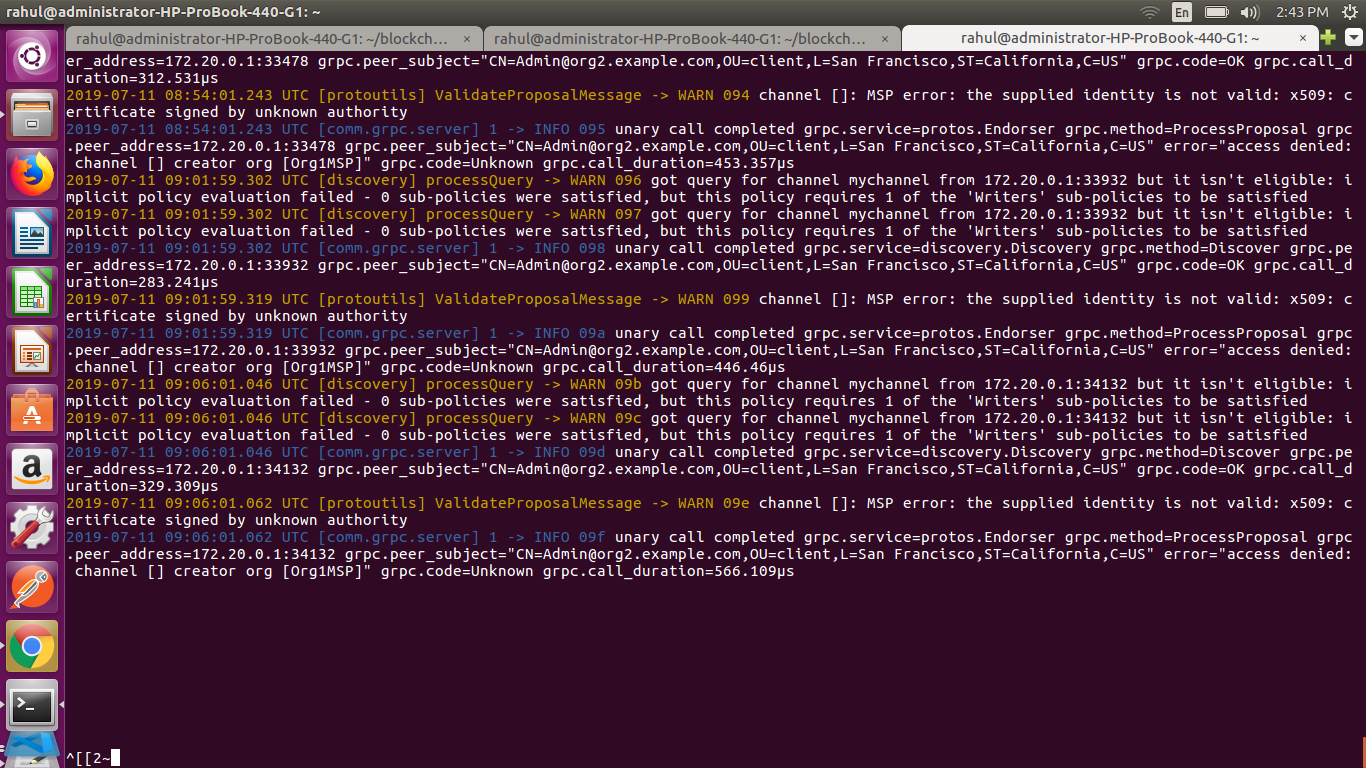 rahul@administrator-HP-ProBook-440-G1: ~
En
2:43 PM
rahul@administrator-HP-ProBook-440-G1: ~/blockch... ×
rahul@administrator-HP-ProBook-440-G1: ~/blockch... ×
rahul@administrator-HP-ProBook-440-G1: ~ ×
er_address=172.20.0.1:33478 grpc.peer_subject="CN=Admin@org2.example.com,OU=client,L=San Francisco,ST=California,C=US" grpc.code=OK grpc.call_d
uration=312.531µs
2019-07-11 08:54:01.243 UTC [protoutils] ValidateProposalMessage -> WARN 094 channel []: MSP error: the supplied identity is not valid: x509: c
ertificate signed by unknown authority
2019-07-11 08:54:01.243 UTC [comm.grpc.server] 1 -> INFO 095 unary call completed grpc.service=protos.Endorser grpc.method=ProcessProposal grpc
.peer_address=172.20.0.1:33478 grpc.peer_subject="CN=Admin@org2.example.com,OU=client,L=San Francisco,ST=California,C=US" error="access denied:
 channel [] creator org [Org1MSP]" grpc.code=Unknown grpc.call_duration=453.357µs
2019-07-11 09:01:59.302 UTC [discovery] processQuery -> WARN 096 got query for channel mychannel from 172.20.0.1:33932 but it isn't eligible: i
mplicit policy evaluation failed - 0 sub-policies were satisfied, but this policy requires 1 of the 'Writers' sub-policies to be satisfied
2019-07-11 09:01:59.302 UTC [discovery] processQuery -> WARN 097 got query for channel mychannel from 172.20.0.1:33932 but it isn't eligible: i
mplicit policy evaluation failed - 0 sub-policies were satisfied, but this policy requires 1 of the 'Writers' sub-policies to be satisfied
2019-07-11 09:01:59.302 UTC [comm.grpc.server] 1 -> INFO 098 unary call completed grpc.service=discovery.Discovery grpc.method=Discover grpc.pe
er_address=172.20.0.1:33932 grpc.peer_subject="CN=Admin@org2.example.com,OU=client,L=San Francisco,ST=California,C=US" grpc.code=OK grpc.call_d
uration=283.241µs
2019-07-11 09:01:59.319 UTC [protoutils] ValidateProposalMessage -> WARN 099 channel []: MSP error: the supplied identity is not valid: x509: c
ertificate signed by unknown authority
2019-07-11 09:01:59.319 UTC [comm.grpc.server] 1 -> INFO 09a unary call completed grpc.service=protos.Endorser grpc.method=ProcessProposal grpc
.peer_address=172.20.0.1:33932 grpc.peer_subject="CN=Admin@org2.example.com,OU=client,L=San Francisco,ST=California,C=US" error="access denied:
 channel [] creator org [Org1MSP]" grpc.code=Unknown grpc.call_duration=446.46µs
2019-07-11 09:06:01.046 UTC [discovery] processQuery -> WARN 09b got query for channel mychannel from 172.20.0.1:34132 but it isn't eligible: i
mplicit policy evaluation failed - 0 sub-policies were satisfied, but this policy requires 1 of the 'Writers' sub-policies to be satisfied
2019-07-11 09:06:01.046 UTC [discovery] processQuery -> WARN 09c got query for channel mychannel from 172.20.0.1:34132 but it isn't eligible: i
mplicit policy evaluation failed - 0 sub-policies were satisfied, but this policy requires 1 of the 'Writers' sub-policies to be satisfied
2019-07-11 09:06:01.046 UTC [comm.grpc.server] 1 -> INFO 09d unary call completed grpc.service=discovery.Discovery grpc.method=Discover grpc.pe
er_address=172.20.0.1:34132 grpc.peer_subject="CN=Admin@org2.example.com,OU=client,L=San Francisco,ST=California,C=US" grpc.code=OK grpc.call_d
uration=329.309µs
2019-07-11 09:06:01.062 UTC [protoutils] ValidateProposalMessage -> WARN 09e channel []: MSP error: the supplied identity is not valid: x509: c
ertificate signed by unknown authority
2019-07-11 09:06:01.062 UTC [comm.grpc.server] 1 -> INFO 09f unary call completed grpc.service=protos.Endorser grpc.method=ProcessProposal grpc
.peer_address=172.20.0.1:34132 grpc.peer_subject="CN=Admin@org2.example.com,OU=client,L=San Francisco,ST=California,C=US" error="access denied:
 channel [] creator org [Org1MSP]" grpc.code=Unknown grpc.call_duration=566.109µs
^[[2~